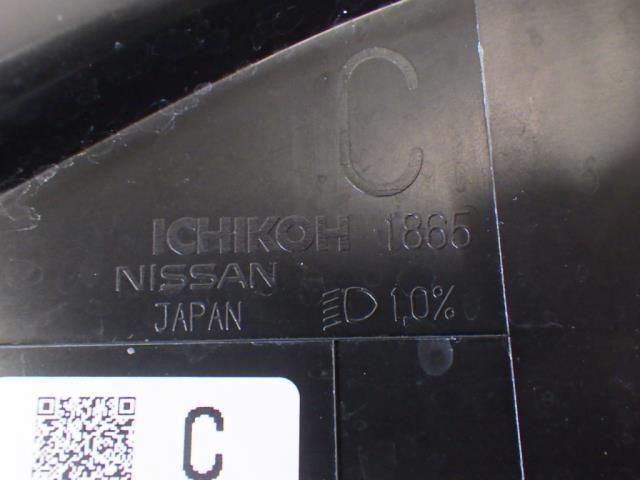 C
ICHIKOH 1865
NISSAN
JAPAN 1.0%
C